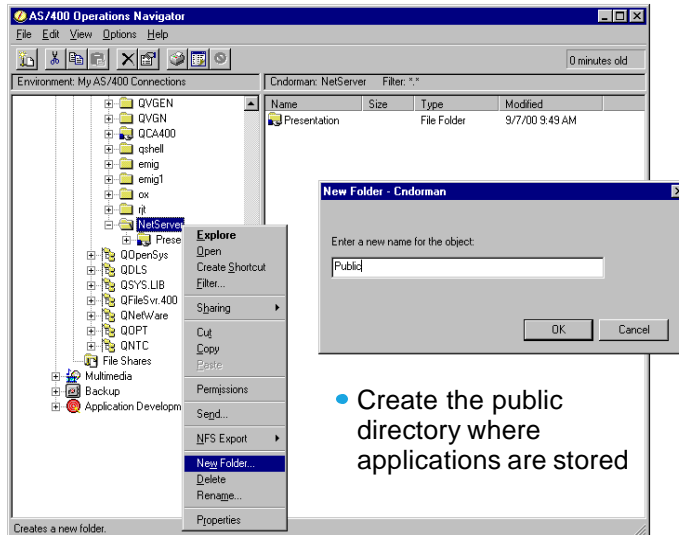 AS/400 Operations Navigator
File Edit View Options Help
0 minutes old
Environment: My AS/400 Connections
Cndorman: NetServer Filter: *.*
QVGEN
QVGN
QCA400
qshell
emig
emig1
ox
rjt
NetServer
Prese
QOpenSys
QDLS
QSYS.LIB
QFileSvr.400
QNetWare
QOPT
QNTC
File Shares
Multimedia
Backup
Application Developm
Name Size Type Modified
Presentation File Folder 9/7/00 9:49 AM
Explore
Open
Create Shortcut
Filter...
Sharing
Cut
Copy
Paste
Permissions
Send...
NFS Export
New Folder...
Delete
Rename...
Properties
New Folder - Cndorman
Enter a new name for the object:
Public
OK Cancel
• Create the public
directory where
applications are stored
Creates a new folder.